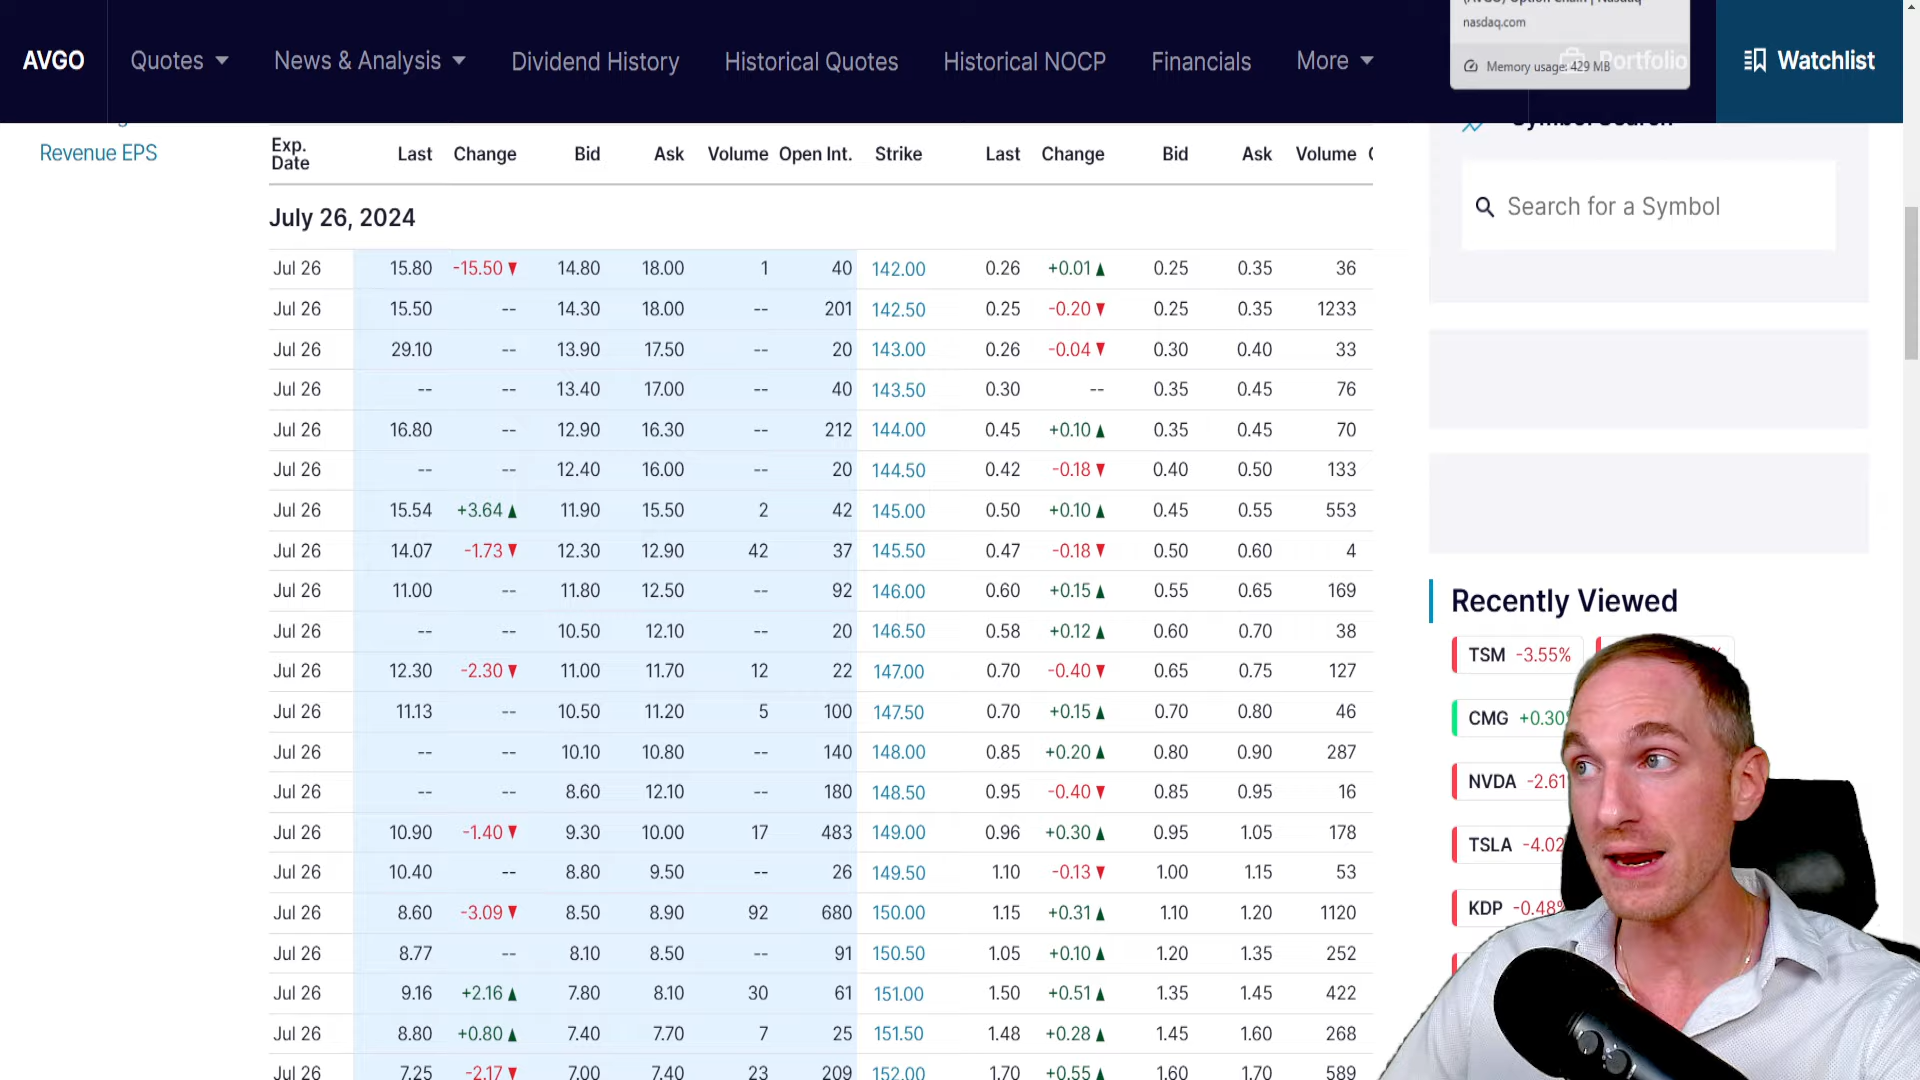 (AVGO) Option Chain | Nasdaq
nasdaq.com
Memory usage: 429 MB
AVGO Quotes News & Analysis Dividend History Historical Quotes Historical NOCP Financials More Portfolio Watchlist
Symbol Search
Search for a Symbol
Revenue EPS
Exp. Date Last Change Bid Ask Volume Open Int. Strike Last Change Bid Ask Volume
July 26, 2024
Jul 26 15.80 -15.50 ▼ 14.80 18.00 1 40 142.00 0.26 +0.01 ▲ 0.25 0.35 36
Jul 26 15.50 -- 14.30 18.00 -- 201 142.50 0.25 -0.20 ▼ 0.25 0.35 1233
Jul 26 29.10 -- 13.90 17.50 -- 20 143.00 0.26 -0.04 ▼ 0.30 0.40 33
Jul 26 -- -- 13.40 17.00 -- 40 143.50 0.30 -- 0.35 0.45 76
Jul 26 16.80 -- 12.90 16.30 -- 212 144.00 0.45 +0.10 ▲ 0.35 0.45 70
Jul 26 -- -- 12.40 16.00 -- 20 144.50 0.42 -0.18 ▼ 0.40 0.50 133
Jul 26 15.54 +3.64 ▲ 11.90 15.50 2 42 145.00 0.50 +0.10 ▲ 0.45 0.55 553
Jul 26 14.07 -1.73 ▼ 12.30 12.90 42 37 145.50 0.47 -0.18 ▼ 0.50 0.60 4
Jul 26 11.00 -- 11.80 12.50 -- 92 146.00 0.60 +0.15 ▲ 0.55 0.65 169
Jul 26 -- -- 10.50 12.10 -- 20 146.50 0.58 +0.12 ▲ 0.60 0.70 38
Jul 26 12.30 -2.30 ▼ 11.00 11.70 12 22 147.00 0.70 -0.40 ▼ 0.65 0.75 127
Jul 26 11.13 -- 10.50 11.20 5 100 147.50 0.70 +0.15 ▲ 0.70 0.80 46
Jul 26 -- -- 10.10 10.80 -- 140 148.00 0.85 +0.20 ▲ 0.80 0.90 287
Jul 26 -- -- 8.60 12.10 -- 180 148.50 0.95 -0.40 ▼ 0.85 0.95 16
Jul 26 10.90 -1.40 ▼ 9.30 10.00 17 483 149.00 0.96 +0.30 ▲ 0.95 1.05 178
Jul 26 10.40 -- 8.80 9.50 -- 26 149.50 1.10 -0.13 ▼ 1.00 1.15 53
Jul 26 8.60 -3.09 ▼ 8.50 8.90 92 680 150.00 1.15 +0.31 ▲ 1.10 1.20 1120
Jul 26 8.77 -- 8.10 8.50 -- 91 150.50 1.05 +0.10 ▲ 1.20 1.35 252
Jul 26 9.16 +2.16 ▲ 7.80 8.10 30 61 151.00 1.50 +0.51 ▲ 1.35 1.45 422
Jul 26 8.80 +0.80 ▲ 7.40 7.70 7 25 151.50 1.48 +0.28 ▲ 1.45 1.60 268
Jul 26 7.25 -2.17 ▼ 7.00 7.40 23 209 152.00 1.70 +0.55 ▲ 1.60 1.70 589
Recently Viewed
TSM -3.55%
CMG +0.30
NVDA -2.61
TSLA -4.02
KDP -0.48%